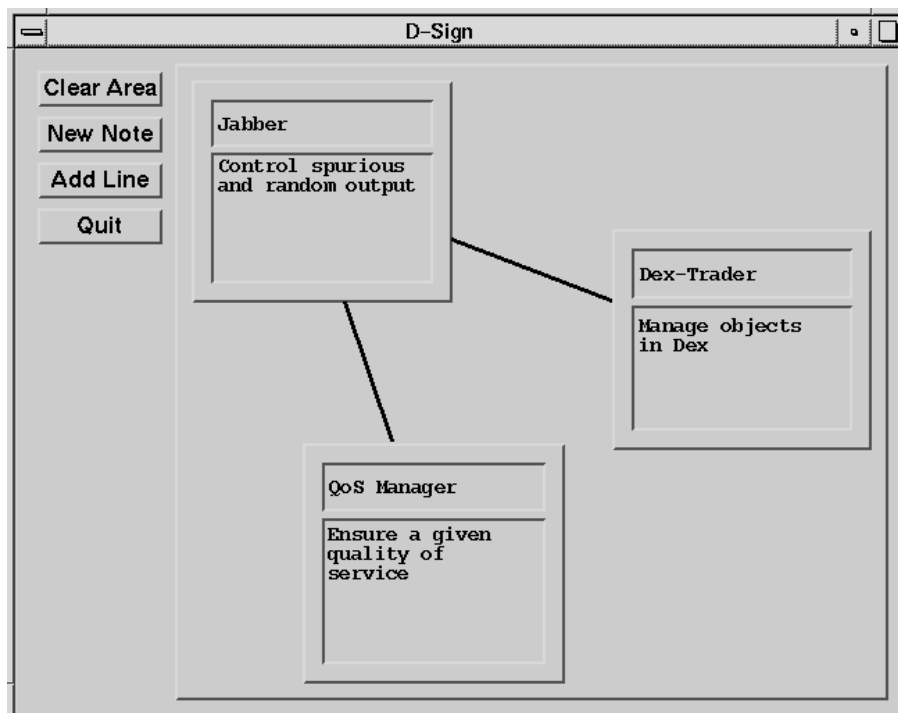 D-Sign
Clear Area
New Note
Add Line
Quit
Jabber
Control spurious
and random output
Dex-Trader
Manage objects
in Dex
QoS Manager
Ensure a given
quality of
service